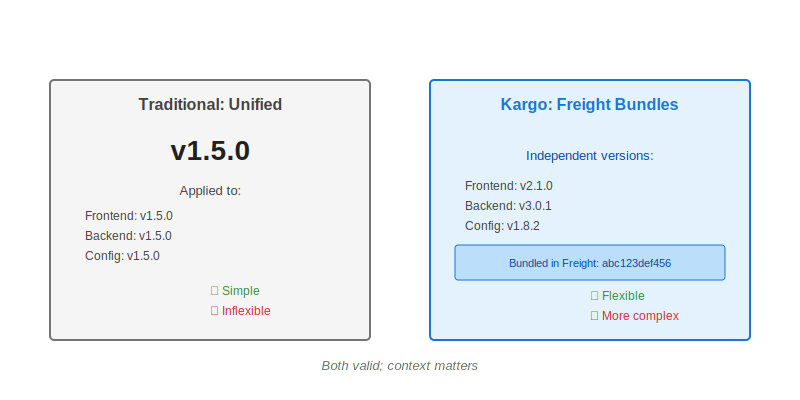 Traditional: Unified
v1.5.0
Applied to:
Frontend: v1.5.0
Backend: v1.5.0
Config: v1.5.0
Simple
Inflexible
Kargo: Freight Bundles
Independent versions:
Frontend: v2.1.0
Backend: v3.0.1
Config: v1.8.2
Bundled in Freight: abc123def456
Flexible
More complex
Both valid; context matters